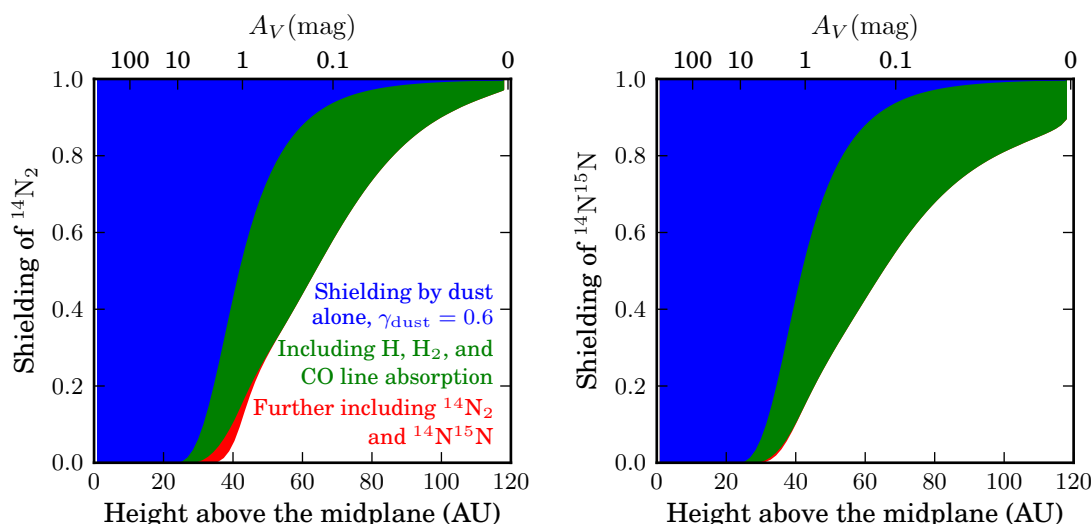 A_V(mag)
100 10 1 0.1 0
1.0
0.8
0.6
0.4
0.2
0.0
Shielding of ¹⁴N₂
Shielding by dust
alone, γ_dust = 0.6
Including H, H₂, and
CO line absorption
Further including ¹⁴N₂
and ¹⁴N¹⁵N
0 20 40 60 80 100 120
Height above the midplane (AU)
A_V(mag)
100 10 1 0.1 0
1.0
0.8
0.6
0.4
0.2
0.0
Shielding of ¹⁴N¹⁵N
0 20 40 60 80 100 120
Height above the midplane (AU)